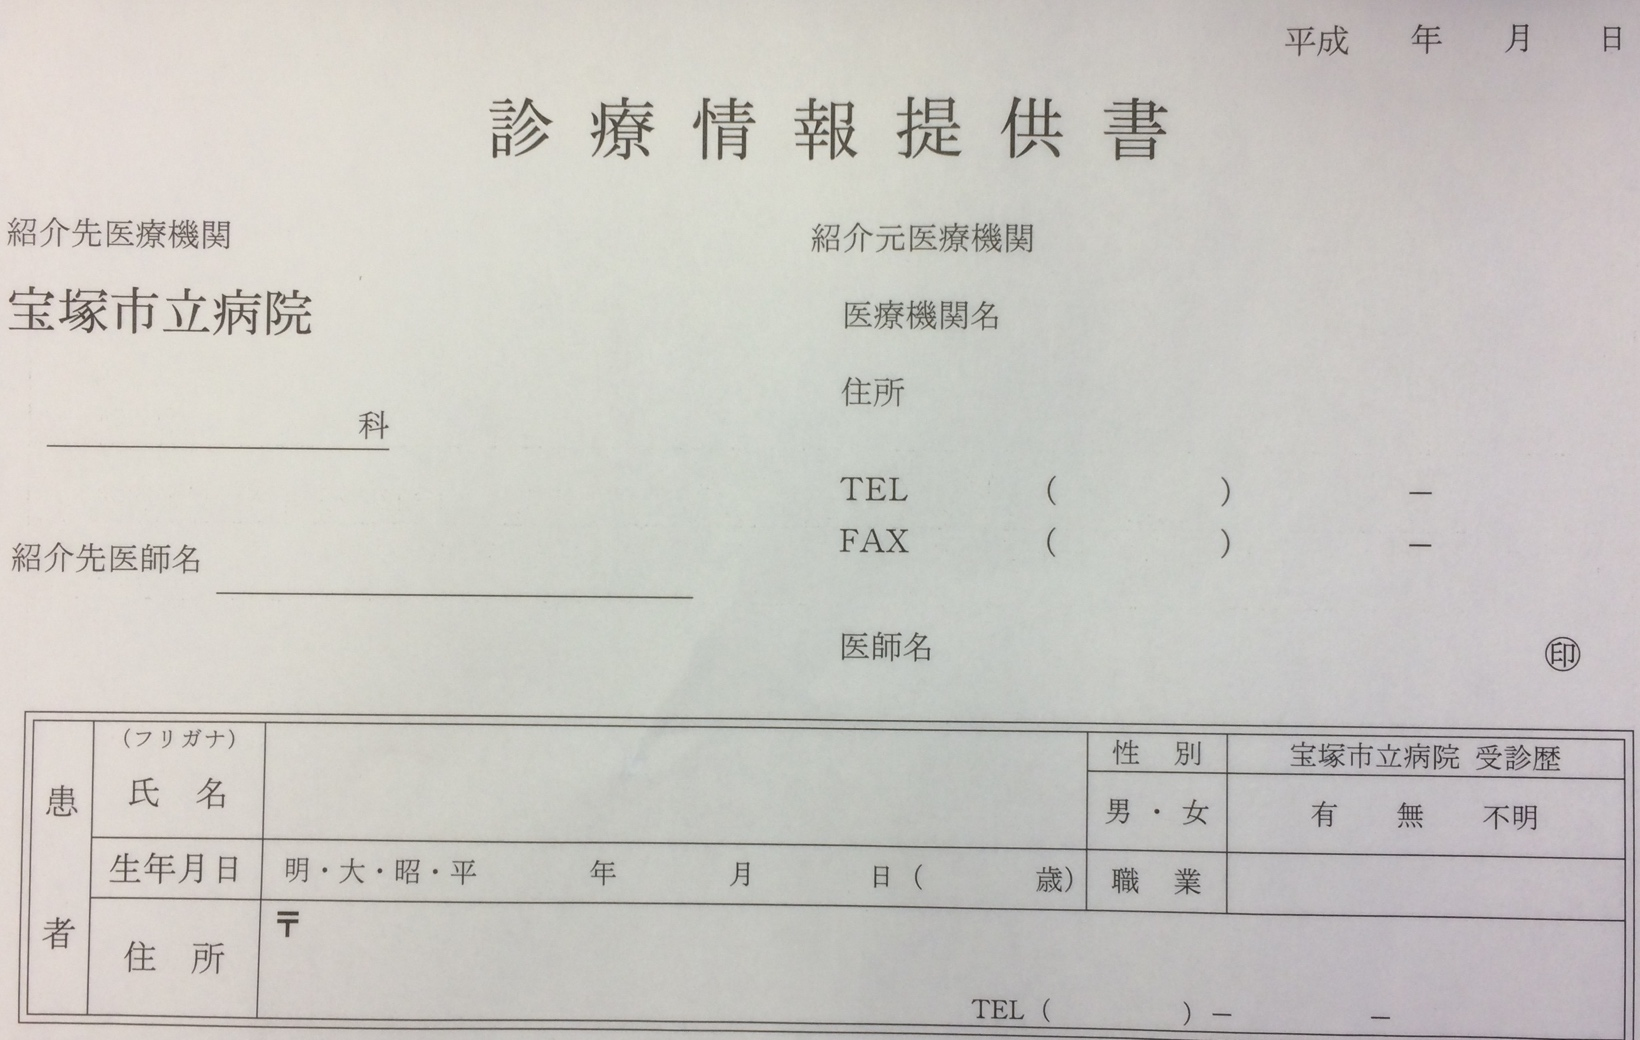 平成 年 月 日
診療情報提供書
紹介先医療機関
宝塚市立病院
科
紹介先医師名
紹介元医療機関
医療機関名
住所
TEL ( ) －
FAX ( ) －
医師名 ㊞
患者
(フリガナ)
氏 名
性 別
宝塚市立病院 受診歴
男 ・ 女
有 無 不明
生年月日
明・大・昭・平 年 月 日 ( 歳)
職 業
住 所
〒
TEL ( ) － －